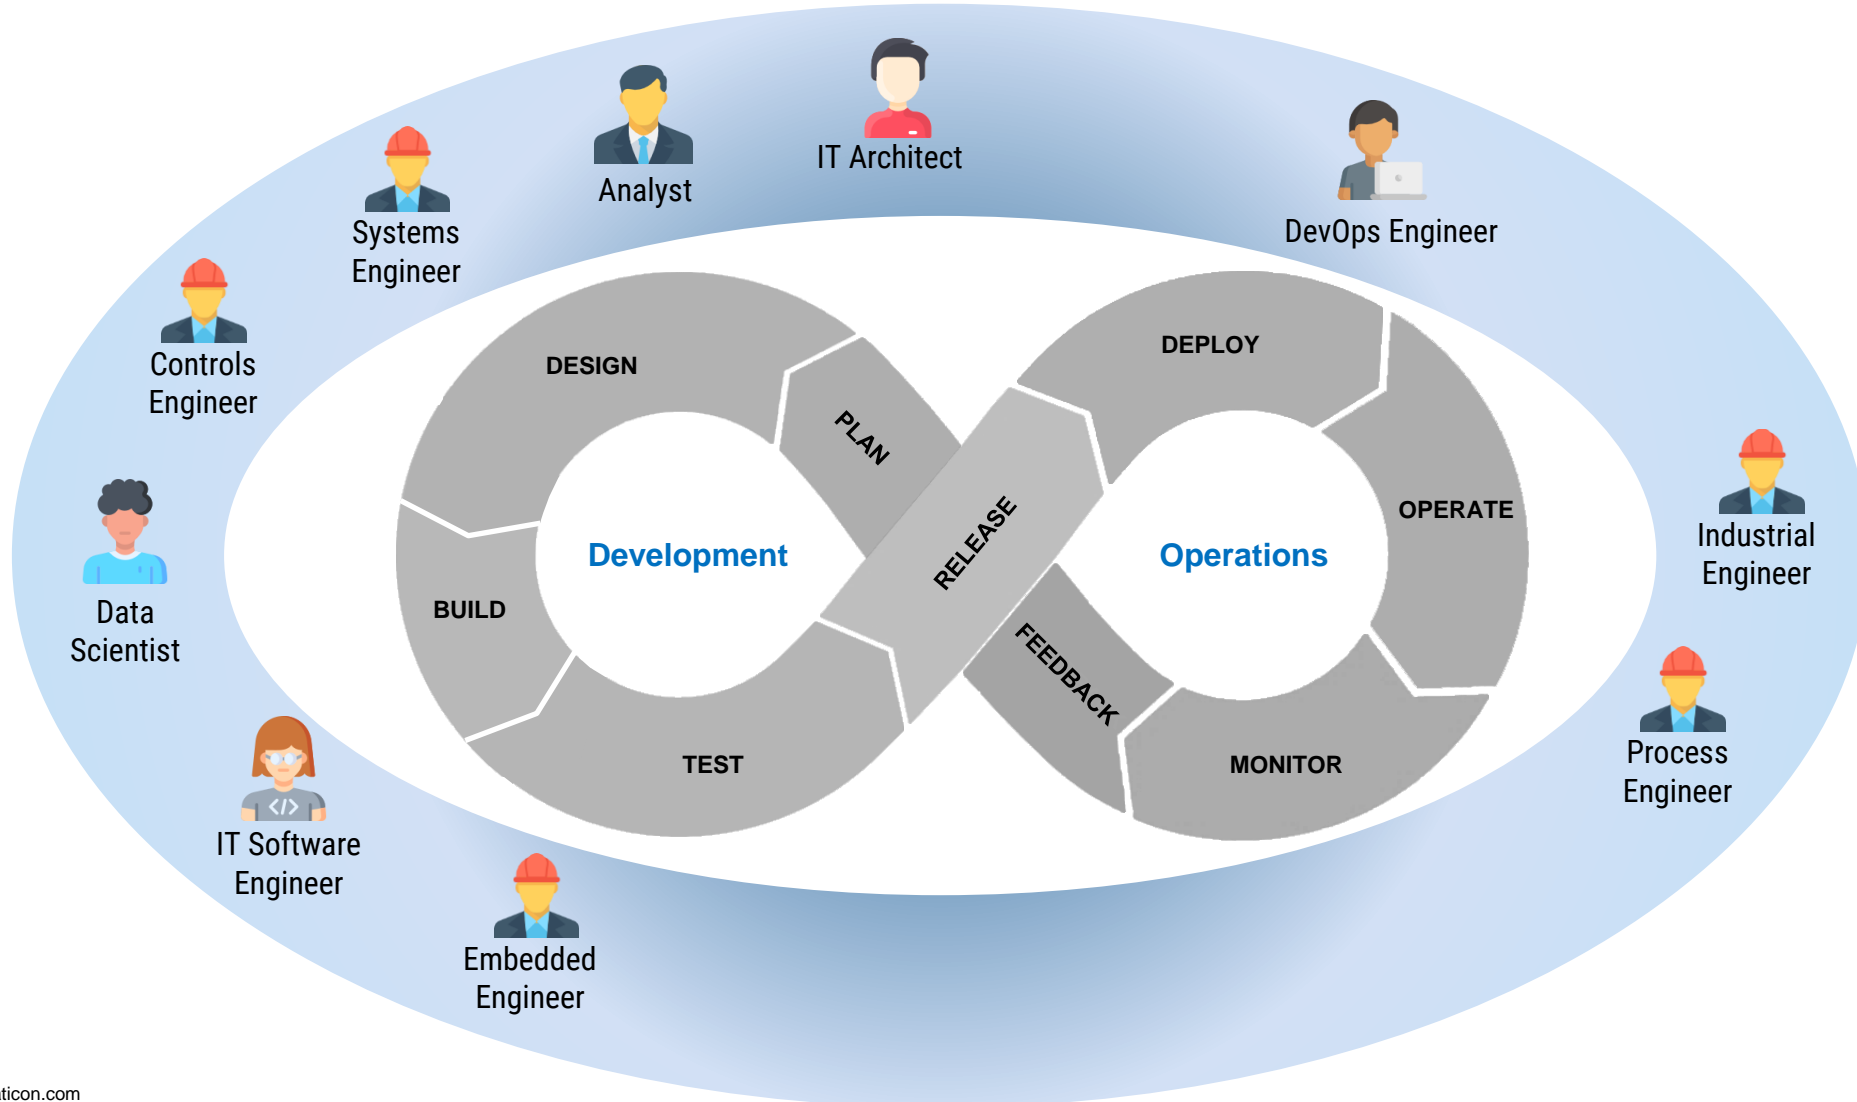 IT Architect
Analyst
DevOps Engineer
Systems
Engineer
Controls
Engineer
DESIGN
DEPLOY
PLAN
OPERATE
RELEASE
Development
Operations
Industrial
Engineer
Data
Scientist
BUILD
FEEDBACK
TEST
MONITOR
Process
Engineer
IT Software
Engineer
</>
Embedded
Engineer
aticon.com